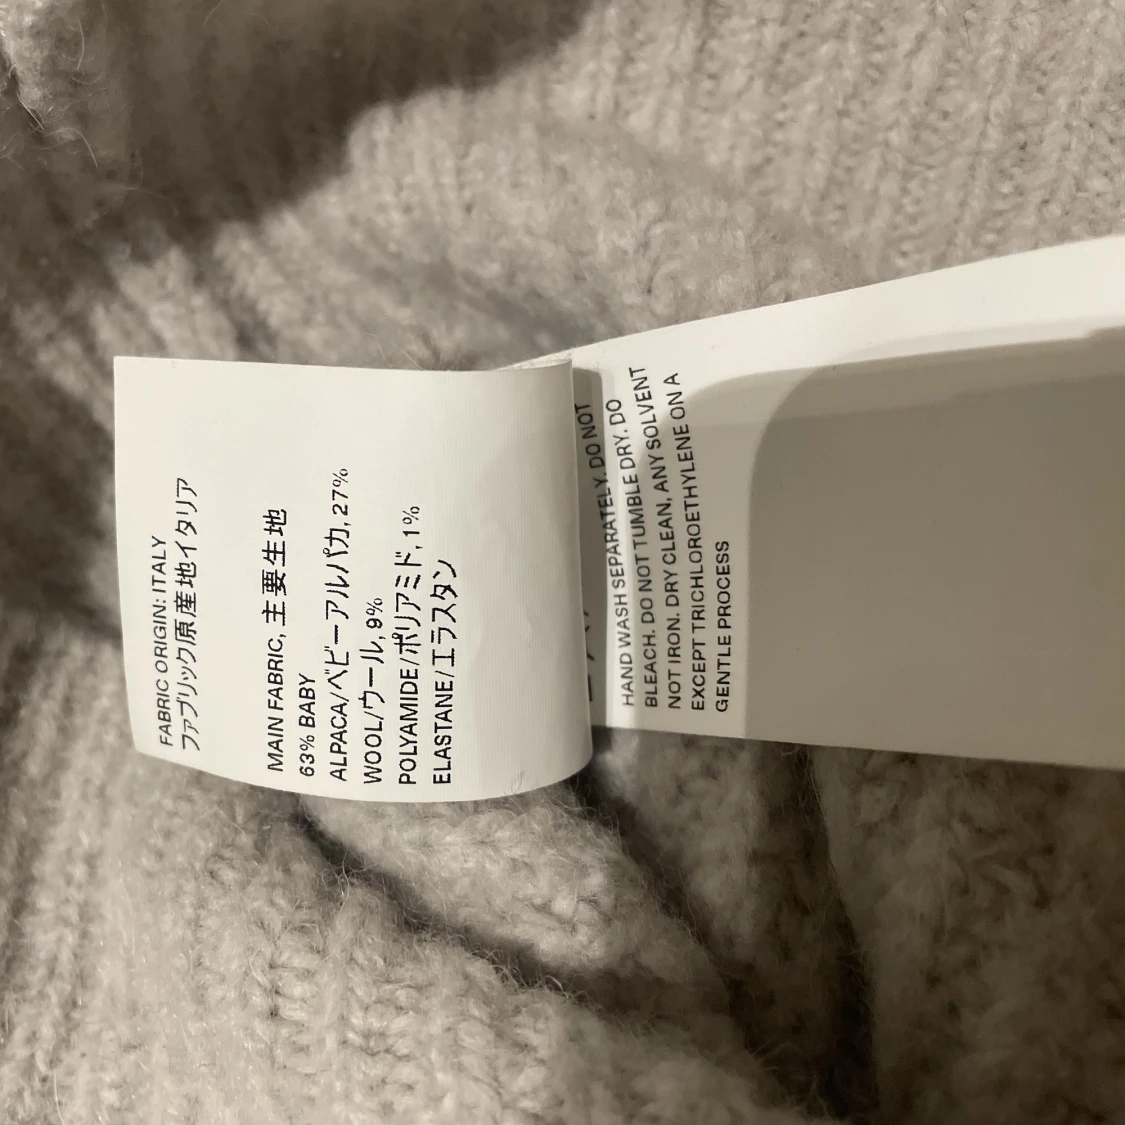 FABRIC ORIGIN: ITALY
ファブリック原産地イタリア
MAIN FABRIC, 主要生地
63% BABY
ALPACA/ベビーアルパカ, 27%
WOOL/ウール, 9%
POLYAMIDE/ポリアミド, 1%
ELASTANE/エラスタン
HAND WASH SEPARATELY. DO NOT
BLEACH. DO NOT TUMBLE DRY. DO
NOT IRON. DRY CLEAN, ANY SOLVENT
EXCEPT TRICHLOROETHYLENE ON A
GENTLE PROCESS